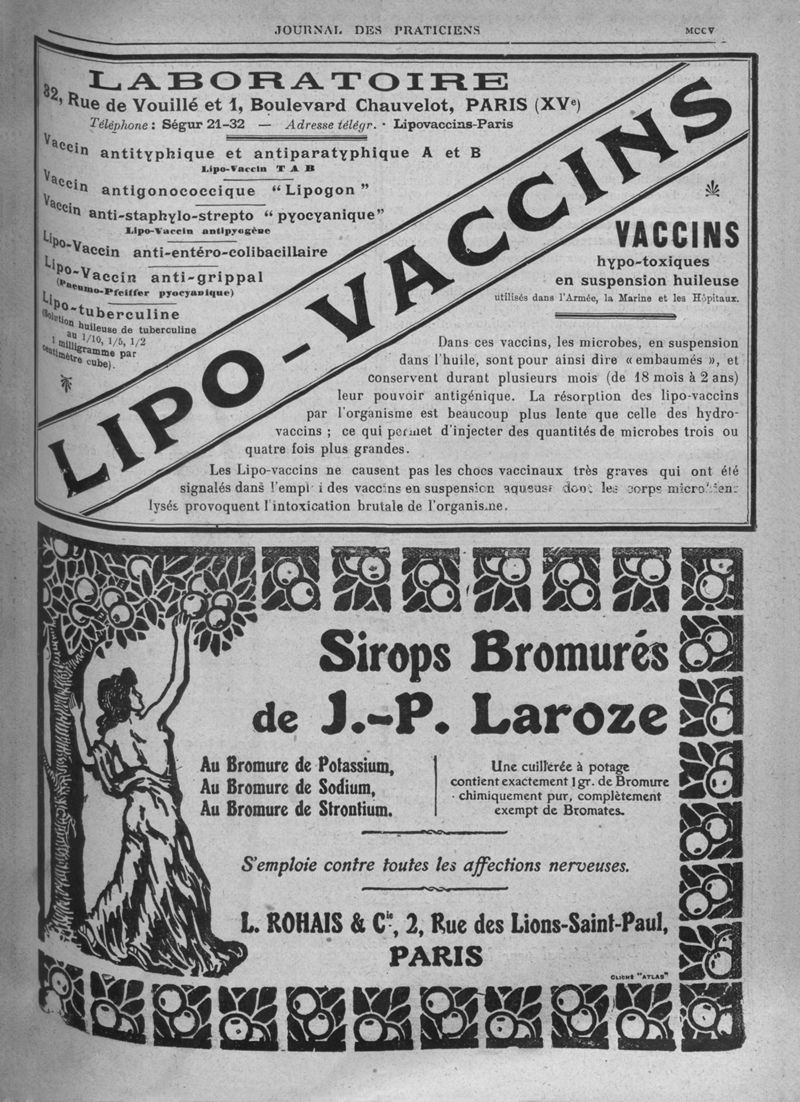 JOURNAL DES PRATICIENS
MCCV
LABORATOIRE
82, Rue de Vouillé et 1, Boulevard Chauvelot, PARIS (XVe)
Téléphone : Ségur 21-32 — Adresse télégr. · Lipovaccins-Paris
Vaccin antityphique et antiparatyphique A et B
Lipo-Vaccin T A B
Vaccin antigonococcique “Lipogon”
Vaccin anti-staphylo-strepto “pyocyanique”
Lipo-Vaccin antipyogène
Lipo-Vaccin anti-entéro-colibacillaire
Lipo-Vaccin anti-grippal
(Pneumo-Pfeiffer pyocyanique)
Lipo-tuberculine
(Solution huileuse de tuberculine
au 1/10, 1/5, 1/2
1 milligramme par
centimètre cube).
LIPO-VACCINS
VACCINS
hypo-toxiques
en suspension huileuse
utilisés dans l'Armée, la Marine et les Hôpitaux.
Dans ces vaccins, les microbes, en suspension
dans l'huile, sont pour ainsi dire « embaumés », et
conservent durant plusieurs mois (de 18 mois à 2 ans)
leur pouvoir antigénique. La résorption des lipo-vaccins
par l'organisme est beaucoup plus lente que celle des hydro-
vaccins ; ce qui permet d'injecter des quantités de microbes trois ou
quatre fois plus grandes.
Les Lipo-vaccins ne causent pas les chocs vaccinaux très graves qui ont été
signalés dans l'empl i des vaccins en suspension aqueuse dont les corps microbiens
lysés provoquent l'intoxication brutale de l'organisme.
Sirops Bromurés
de J.-P. Laroze
Au Bromure de Potassium,
Au Bromure de Sodium,
Au Bromure de Strontium.
Une cuillerée à potage
contient exactement 1 gr. de Bromure
chimiquement pur, complètement
exempt de Bromates.
S'emploie contre toutes les affections nerveuses.
L. ROHAIS & Cie, 2, Rue des Lions-Saint-Paul,
PARIS
CLICHÉ "ATLAS"